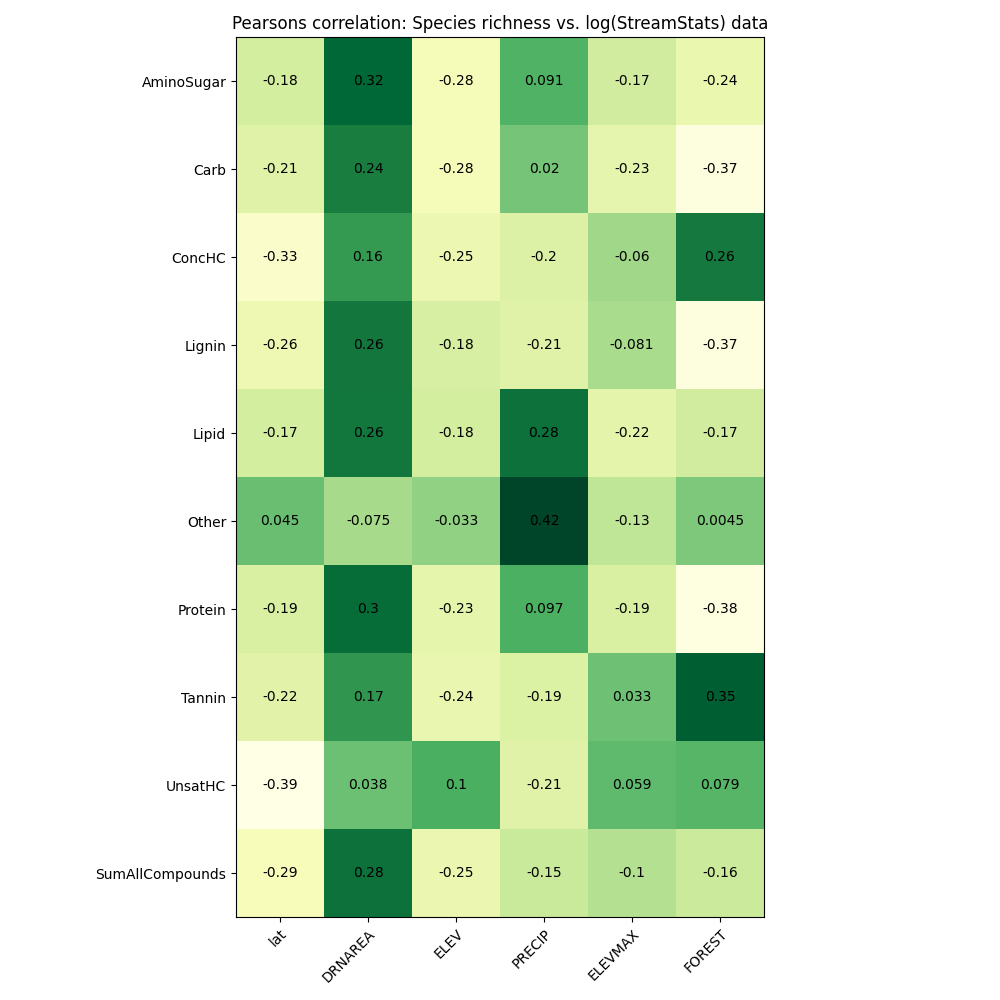 Pearsons correlation: Species richness vs. log(StreamStats) data
AminoSugar -0.18 0.32 -0.28 0.091 -0.17 -0.24
Carb -0.21 0.24 -0.28 0.02 -0.23 -0.37
ConcHC -0.33 0.16 -0.25 -0.2 -0.06 0.26
Lignin -0.26 0.26 -0.18 -0.21 -0.081 -0.37
Lipid -0.17 0.26 -0.18 0.28 -0.22 -0.17
Other 0.045 -0.075 -0.033 0.42 -0.13 0.0045
Protein -0.19 0.3 -0.23 0.097 -0.19 -0.38
Tannin -0.22 0.17 -0.24 -0.19 0.033 0.35
UnsatHC -0.39 0.038 0.1 -0.21 0.059 0.079
SumAllCompounds -0.29 0.28 -0.25 -0.15 -0.1 -0.16
lat DRNAREA ELEV PRECIP ELEVMAX FOREST